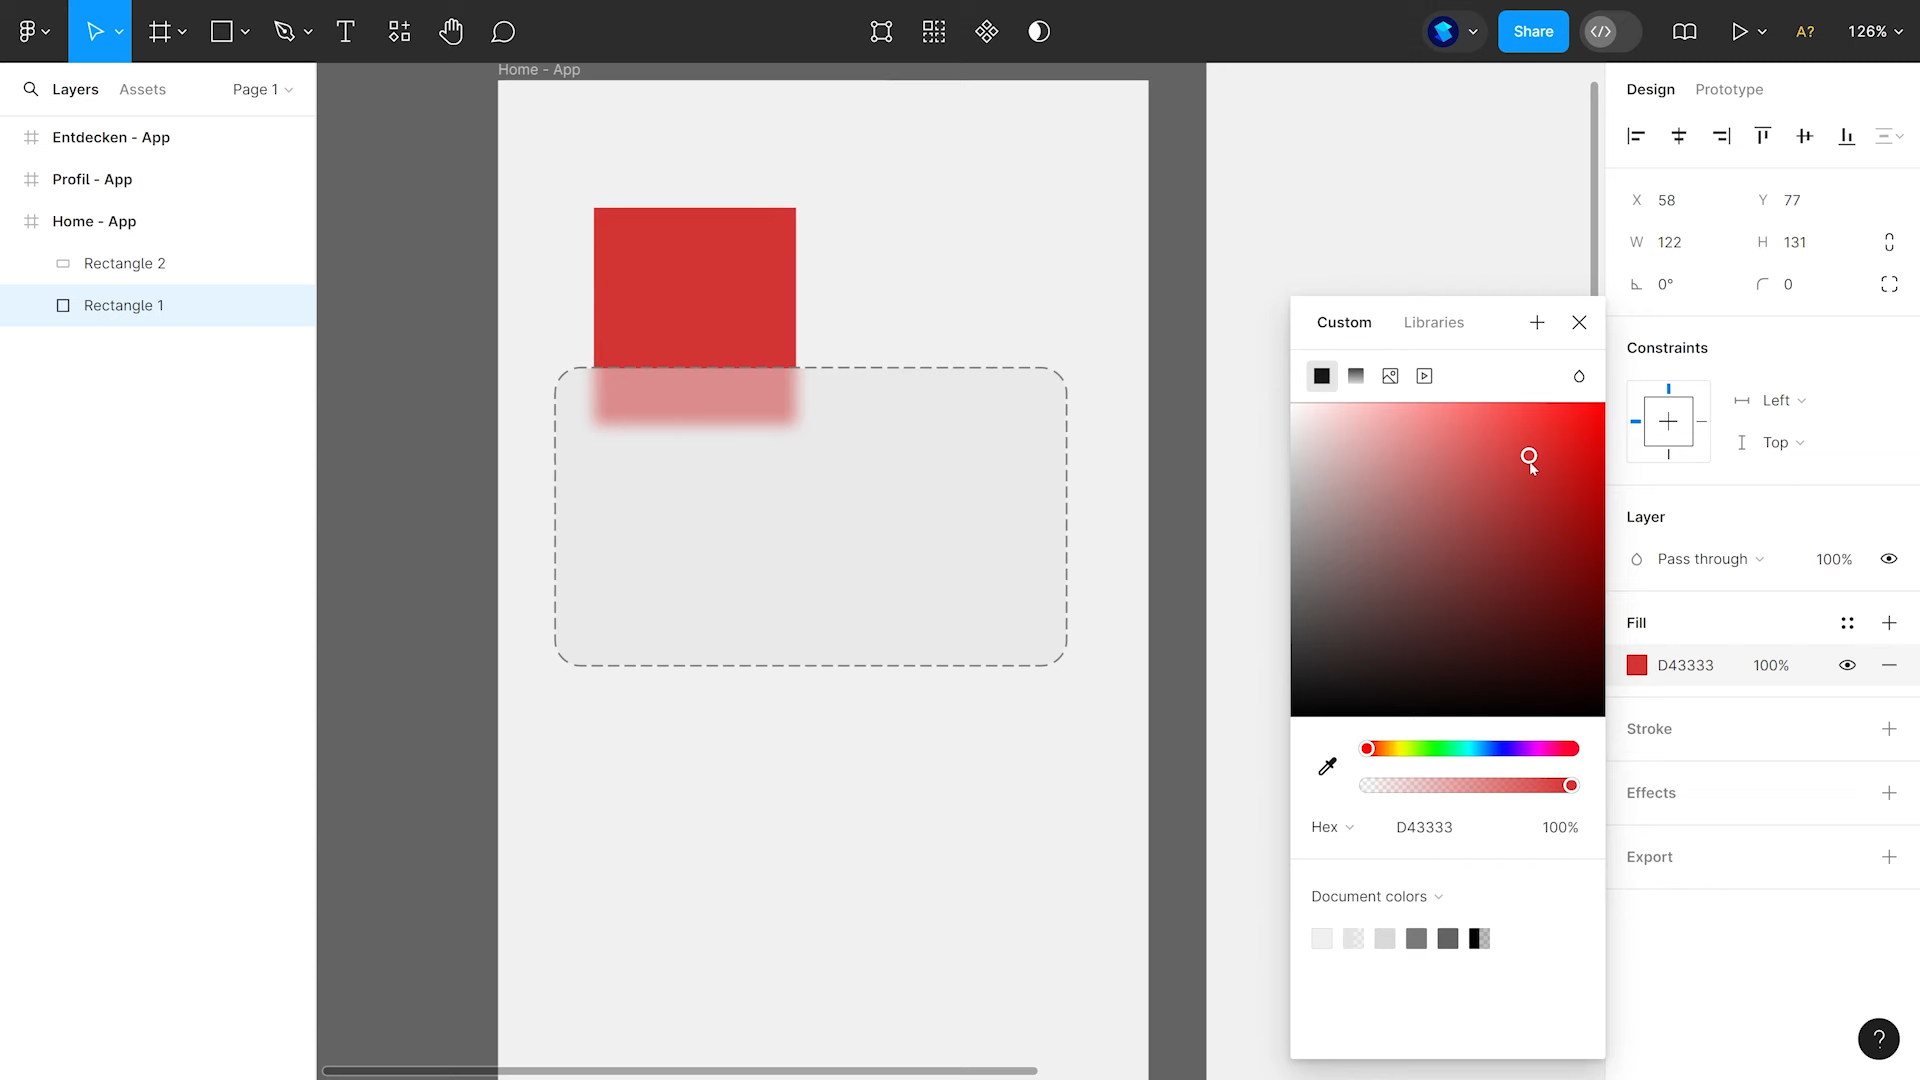 Share
A?
126%
Layers
Assets
Page 1
Entdecken - App
Profil - App
Home - App
Rectangle 2
Rectangle 1
Home - App
Custom
Libraries
Hex
D43333
100%
Document colors
Design
Prototype
X 58
Y 77
W 122
H 131
0°
0
Constraints
Left
Top
Layer
Pass through
100%
Fill
D43333
100%
Stroke
Effects
Export
?